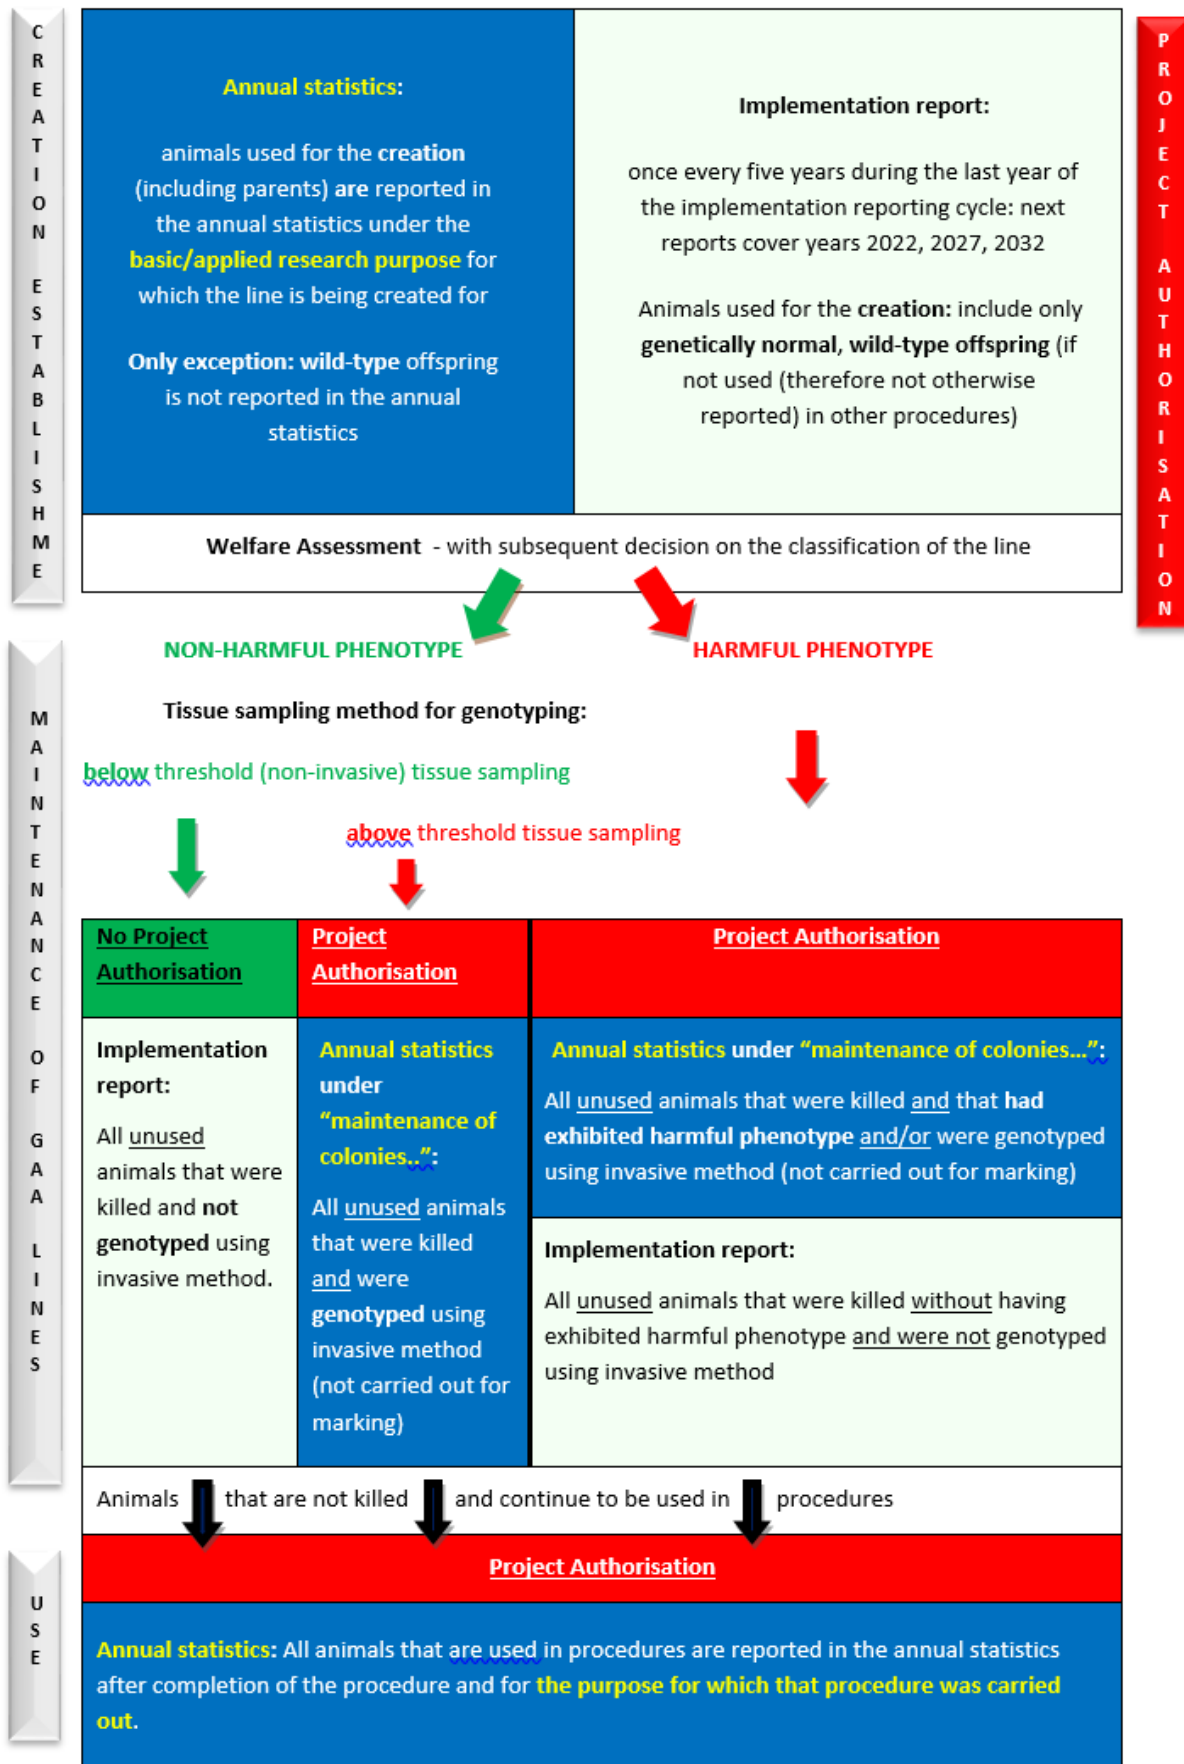 CREATION ESTABLISHME
Annual statistics:
animals used for the creation
(including parents) are reported in
the annual statistics under the
basic/applied research purpose for
which the line is being created for
Only exception: wild-type offspring
is not reported in the annual
statistics
Implementation report:
once every five years during the last year of
the implementation reporting cycle: next
reports cover years 2022, 2027, 2032
Animals used for the creation: include only
genetically normal, wild-type offspring (if
not used (therefore not otherwise
reported) in other procedures)
PROJECT AUTHORISATION
Welfare Assessment - with subsequent decision on the classification of the line
NON-HARMFUL PHENOTYPE
HARMFUL PHENOTYPE
MAINTENANCE OF GAA LINES
Tissue sampling method for genotyping:
below threshold (non-invasive) tissue sampling
above threshold tissue sampling
No Project
Authorisation
Implementation
report:
All unused
animals that were
killed and not
genotyped using
invasive method.
Project
Authorisation
Annual statistics
under
“maintenance of
colonies..”:
All unused animals
that were killed
and were
genotyped using
invasive method
(not carried out for
marking)
Project Authorisation
Annual statistics under “maintenance of colonies...”:
All unused animals that were killed and that had
exhibited harmful phenotype and/or were genotyped
using invasive method (not carried out for marking)
Implementation report:
All unused animals that were killed without having
exhibited harmful phenotype and were not genotyped
using invasive method
Animals that are not killed and continue to be used in procedures
USE
Project Authorisation
Annual statistics: All animals that are used in procedures are reported in the annual statistics
after completion of the procedure and for the purpose for which that procedure was carried
out.